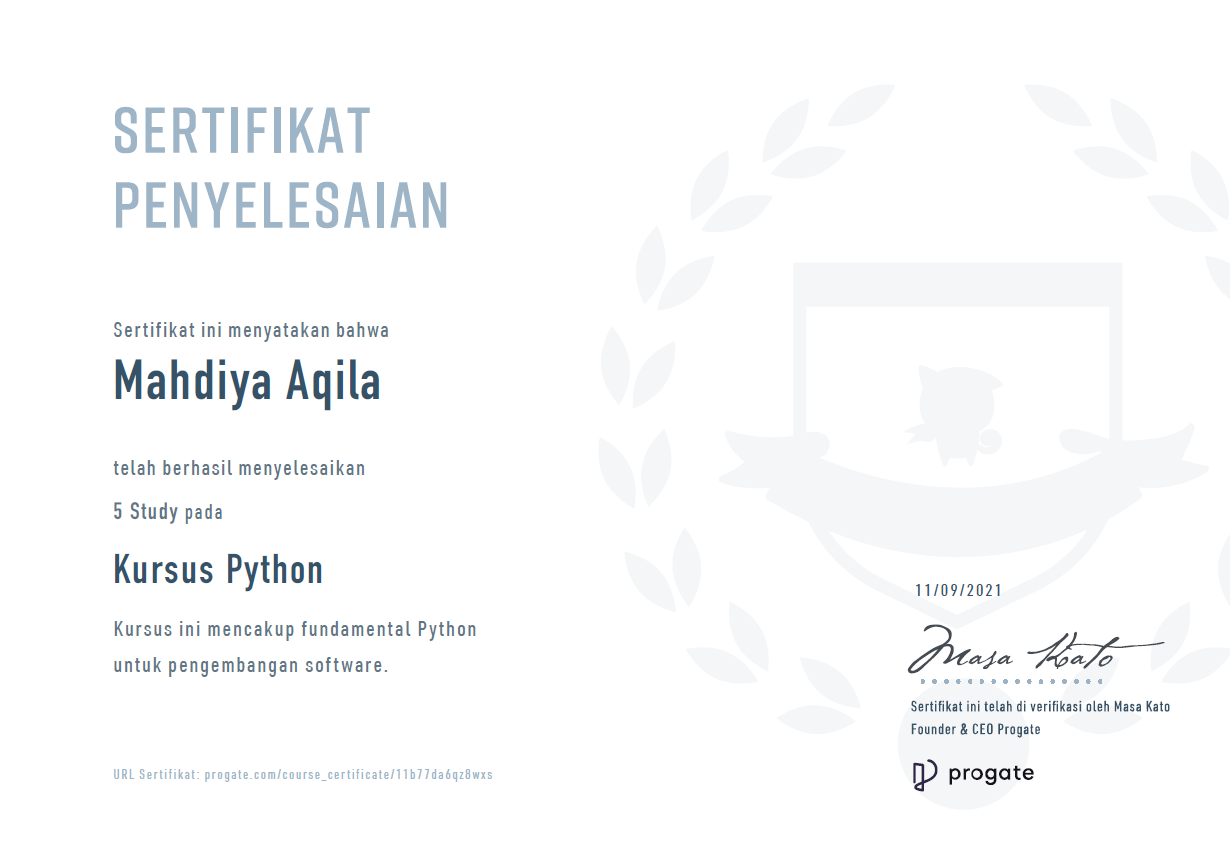 SERTIFIKAT
PENYELESAIAN
Sertifikat ini menyatakan bahwa
Mahdiya Aqila
telah berhasil menyelesaikan
5 Study pada
Kursus Python
Kursus ini mencakup fundamental Python
untuk pengembangan software.
URL Sertifikat: progate.com/course_certificate/11b77da6qz8wxs
11/09/2021
Masa Kato
Sertifikat ini telah di verifikasi oleh Masa Kato
Founder & CEO Progate
progate